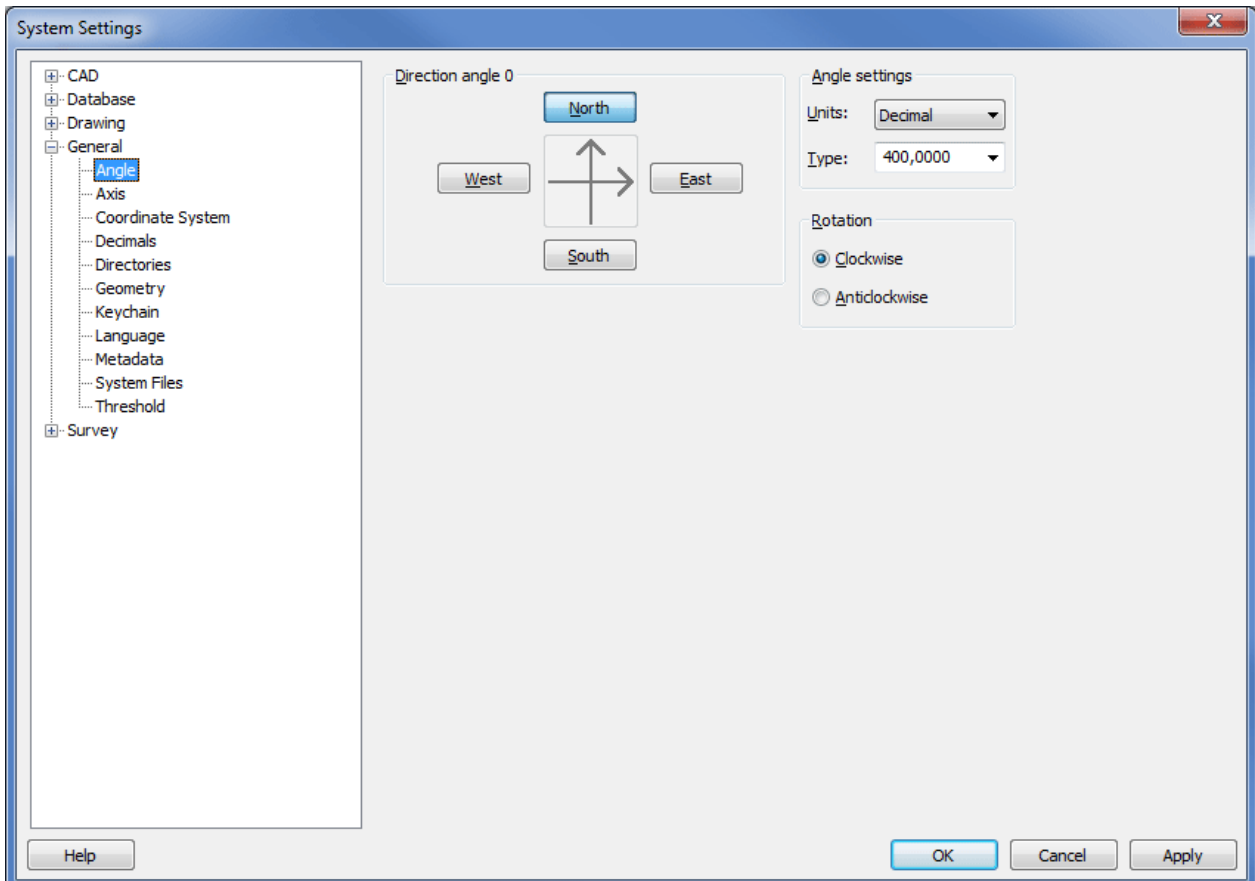 System Settings
CAD
Database
Drawing
General
Angle
Axis
Coordinate System
Decimals
Directories
Geometry
Keychain
Language
Metadata
System Files
Threshold
Survey
Direction angle 0
North
West
East
South
Angle settings
Units: Decimal
Type: 400,0000
Rotation
Clockwise
Anticlockwise
Help
OK
Cancel
Apply